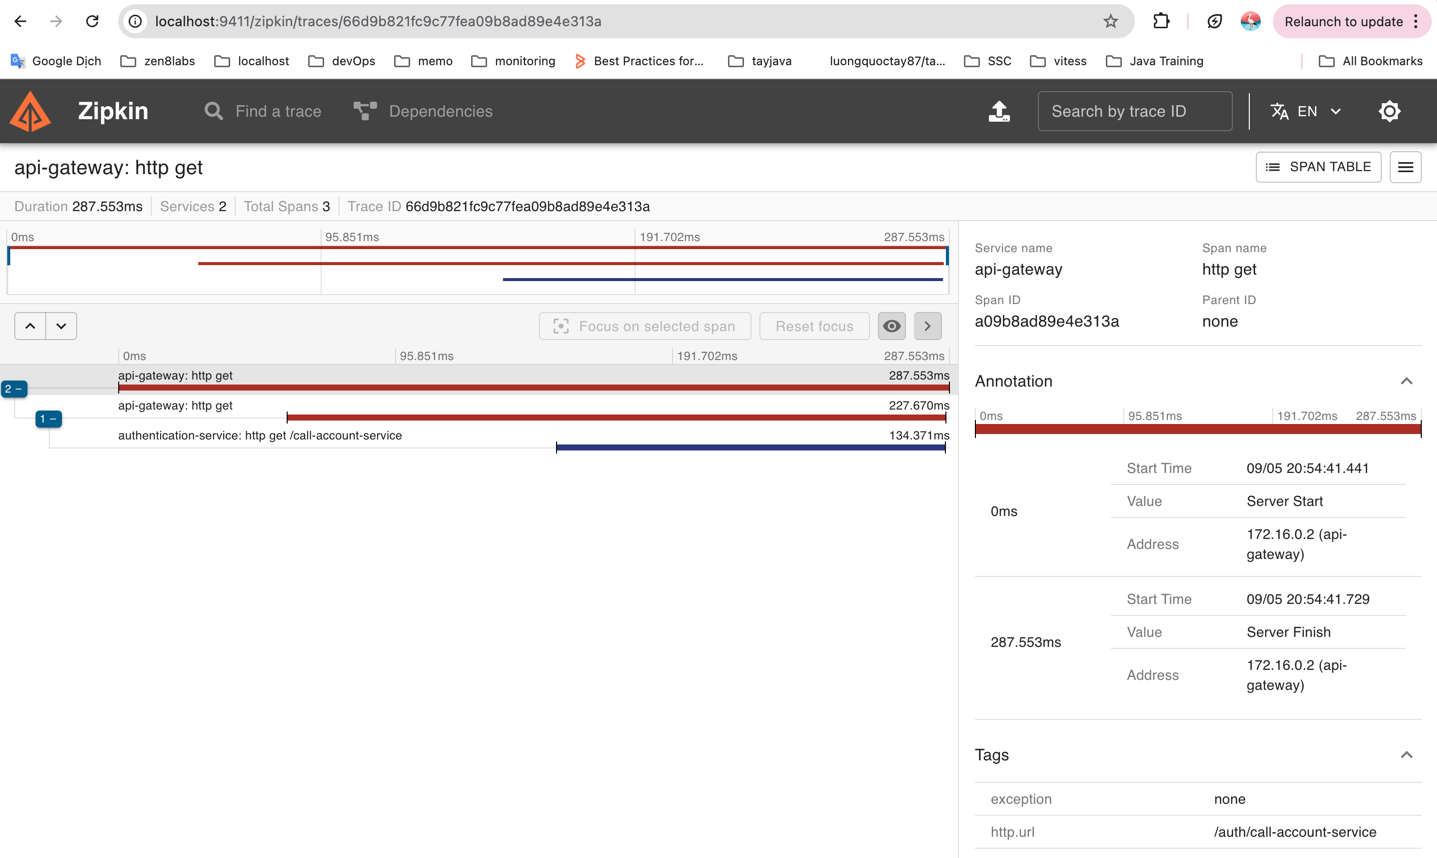 localhost:9411/zipkin/traces/66d9b821fc9c77fea09b8ad89e4e313a
Relaunch to update
Google Dịch zen8labs localhost devOps memo monitoring Best Practices for... tayjava luongquoctay87/ta... SSC vitess Java Training All Bookmarks
Zipkin Find a trace Dependencies Search by trace ID EN
api-gateway: http get SPAN TABLE
Duration 287.553ms Services 2 Total Spans 3 Trace ID 66d9b821fc9c77fea09b8ad89e4e313a
0ms 95.851ms 191.702ms 287.553ms
Focus on selected span Reset focus
0ms 95.851ms 191.702ms 287.553ms
api-gateway: http get 287.553ms
2 −
api-gateway: http get 227.670ms
1 −
authentication-service: http get /call-account-service 134.371ms
Service name Span name
api-gateway http get
Span ID Parent ID
a09b8ad89e4e313a none
Annotation
0ms 95.851ms 191.702ms 287.553ms
0ms
Start Time 09/05 20:54:41.441
Value Server Start
Address 172.16.0.2 (api-
gateway)
287.553ms
Start Time 09/05 20:54:41.729
Value Server Finish
Address 172.16.0.2 (api-
gateway)
Tags
exception none
http.url /auth/call-account-service